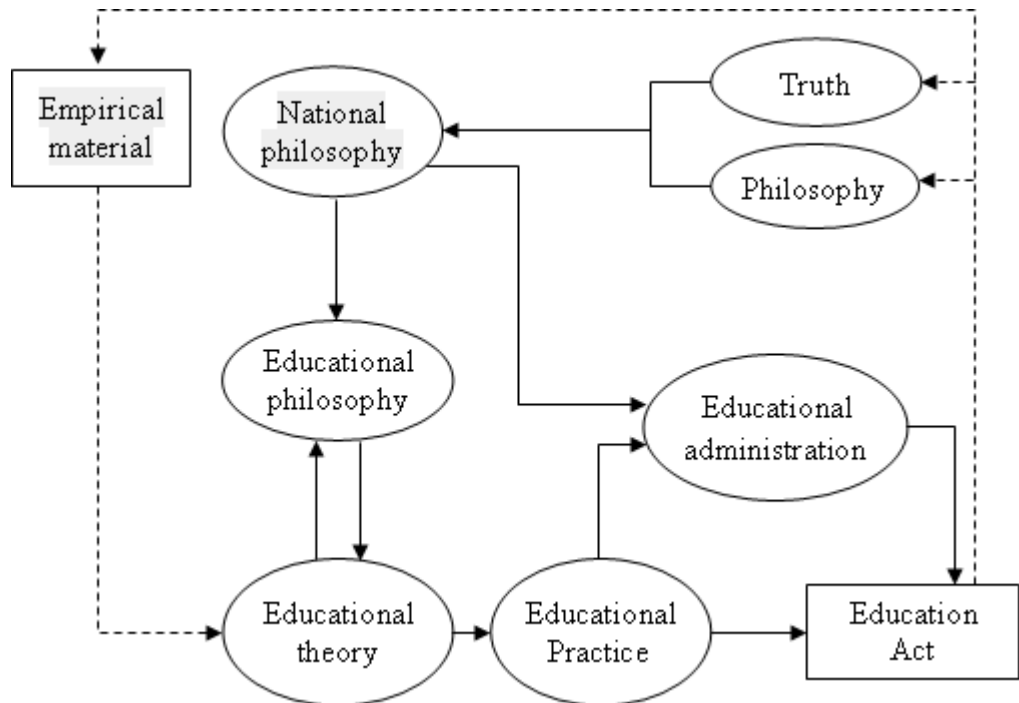 Empirical
material
National
philosophy
Truth
Philosophy
Educational
philosophy
Educational
administration
Educational
theory
Educational
Practice
Education
Act